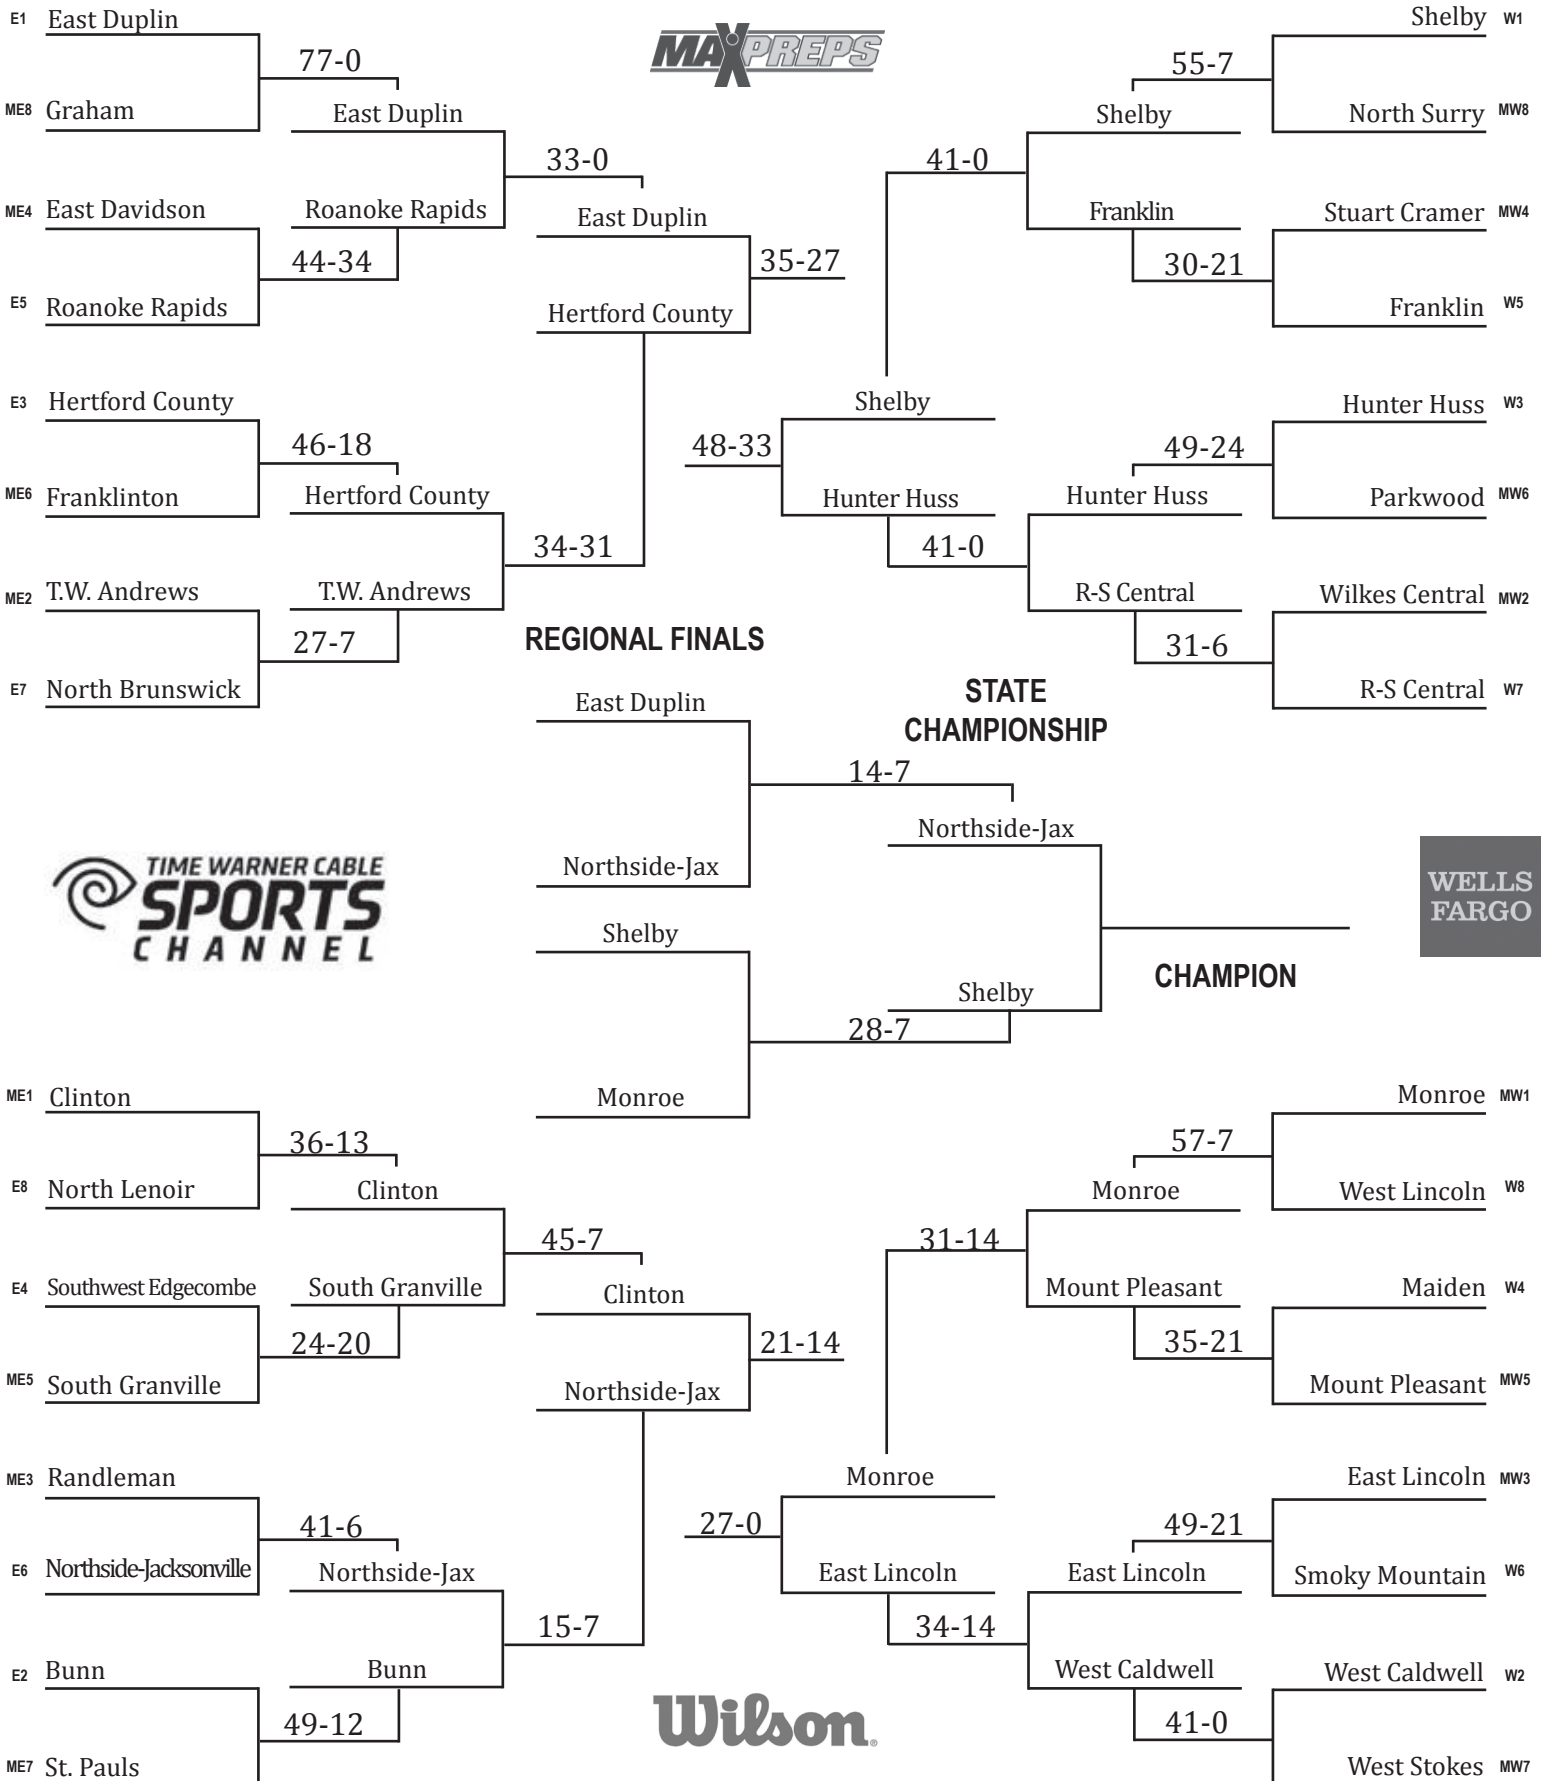 E1 East Duplin
77-0
ME8 Graham
East Duplin
33-0
ME4 East Davidson
Roanoke Rapids
44-34
E5 Roanoke Rapids
East Duplin
35-27
Hertford County
E3 Hertford County
46-18
ME6 Franklinton
Hertford County
34-31
ME2 T.W. Andrews
T.W. Andrews
27-7
E7 North Brunswick
MAXPREPS
Shelby W1
55-7
North Surry MW8
Shelby
41-0
Franklin
Stuart Cramer MW4
30-21
Franklin W5
Shelby
48-33
Hunter Huss
41-0
Hunter Huss W3
49-24
Parkwood MW6
Hunter Huss
R-S Central
Wilkes Central MW2
31-6
R-S Central W7
REGIONAL FINALS
STATE
CHAMPIONSHIP
East Duplin
14-7
Northside-Jax
Northside-Jax
Shelby
Shelby
28-7
Monroe
CHAMPION
TIME WARNER CABLE
SPORTS
CHANNEL
WELLS
FARGO
ME1 Clinton
36-13
E8 North Lenoir
Clinton
45-7
E4 Southwest Edgecombe
South Granville
24-20
ME5 South Granville
Clinton
21-14
Northside-Jax
ME3 Randleman
41-6
E6 Northside-Jacksonville
Northside-Jax
15-7
E2 Bunn
Bunn
49-12
ME7 St. Pauls
Monroe MW1
57-7
West Lincoln W8
Monroe
31-14
Mount Pleasant
Maiden W4
35-21
Mount Pleasant MW5
Monroe
27-0
East Lincoln
34-14
East Lincoln MW3
49-21
Smoky Mountain W6
East Lincoln
West Caldwell
West Caldwell W2
41-0
West Stokes MW7
Wilson®